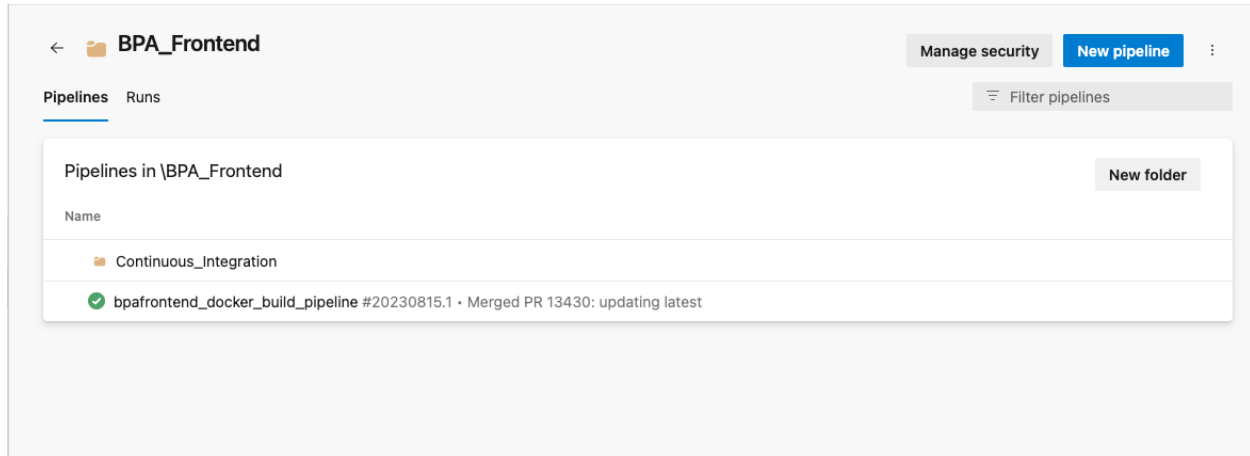 BPA_Frontend
Manage security
New pipeline
Pipelines Runs
Filter pipelines
Pipelines in \BPA_Frontend
New folder
Name
Continuous_Integration
bpafrontend_docker_build_pipeline #20230815.1 • Merged PR 13430: updating latest